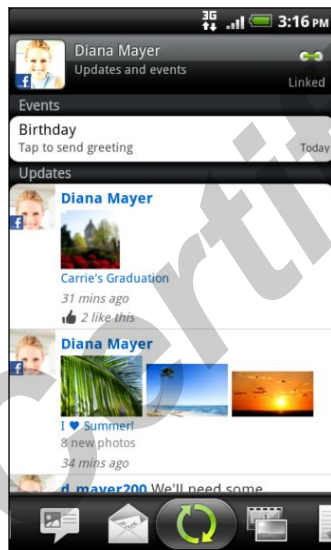 3G 3:16 PM
Diana Mayer
Updates and events
Linked
Events
Birthday
Tap to send greeting
Today
Updates
Diana Mayer
Carrie's Graduation
31 mins ago
2 like this
Diana Mayer
I ♥ Summer!
8 new photos
34 mins ago
d_mayer200 We'll need some